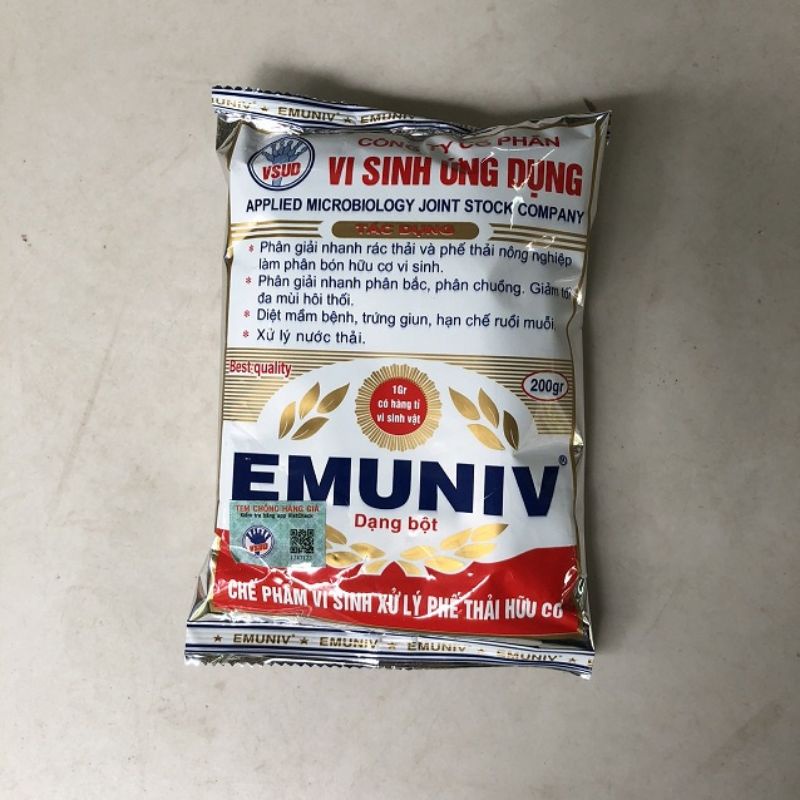 EMUNIV ★ EMUNIV ★ EMUNIV
VSUD
CÔNG TY CỔ PHẦN
VI SINH ỨNG DỤNG
APPLIED MICROBIOLOGY JOINT STOCK COMPANY
TÁC DỤNG
* Phân giải nhanh rác thải và phế thải nông nghiệp
làm phân bón hữu cơ vi sinh.
* Phân giải nhanh phân bắc, phân chuồng. Giảm tối
đa mùi hôi thối.
* Diệt mầm bệnh, trứng giun, hạn chế ruồi muỗi.
* Xử lý nước thải.
Best quality
1Gr
có hàng tỉ
vi sinh vật
200gr
EMUNIV®
Dạng bột
TEM CHỐNG HÀNG GIẢ
VSUD
CHẾ PHẨM VI SINH XỬ LÝ PHẾ THẢI HỮU CƠ
★ EMUNIV ★ EMUNIV ★ EMUNIV ★ EMUNIV